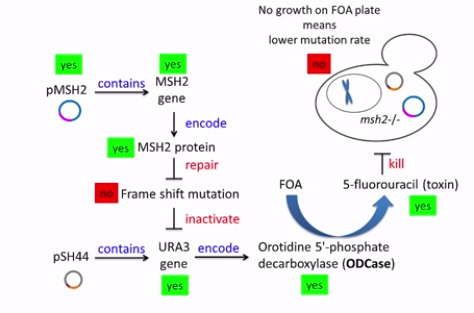 No growth on FOA plate
means
lower mutation rate
no
yes
yes
pMSH2
contains
MSH2
gene
msh2-/-
encode
yes
MSH2 protein
repair
kill
no
Frame shift mutation
FOA
5-fluorouracil (toxin)
inactivate
yes
pSH44
contains
URA3
gene
encode
Orotidine 5'-phosphate
decarboxylase (ODCase)
yes
yes